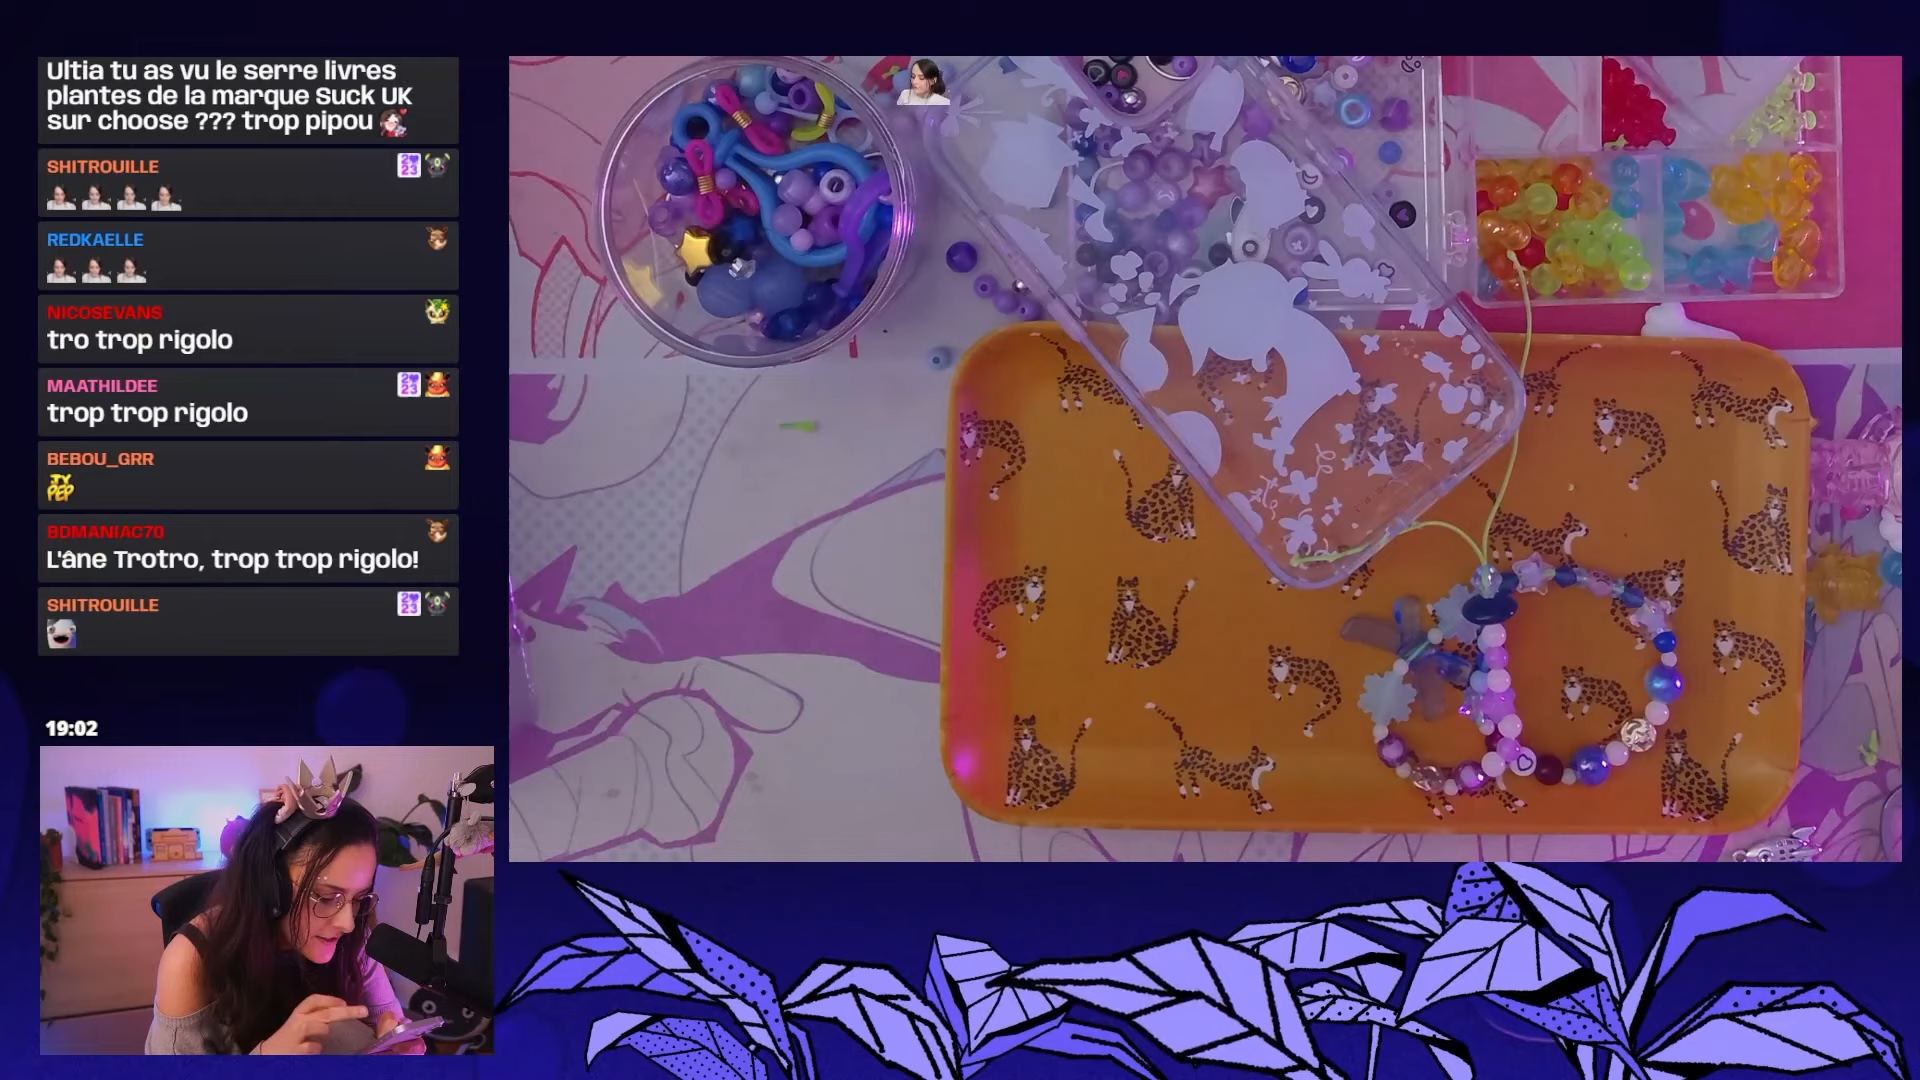 Ultia tu as vu le serre livres
plantes de la marque Suck UK
sur choose ??? trop pipou
SHITROUILLE
REDKAELLE
NICOSEVANS
tro trop rigolo
MAATHILDEE
trop trop rigolo
BEBOU_GRR
BDMANIAC70
L'âne Trotro, trop trop rigolo!
SHITROUILLE
19:02